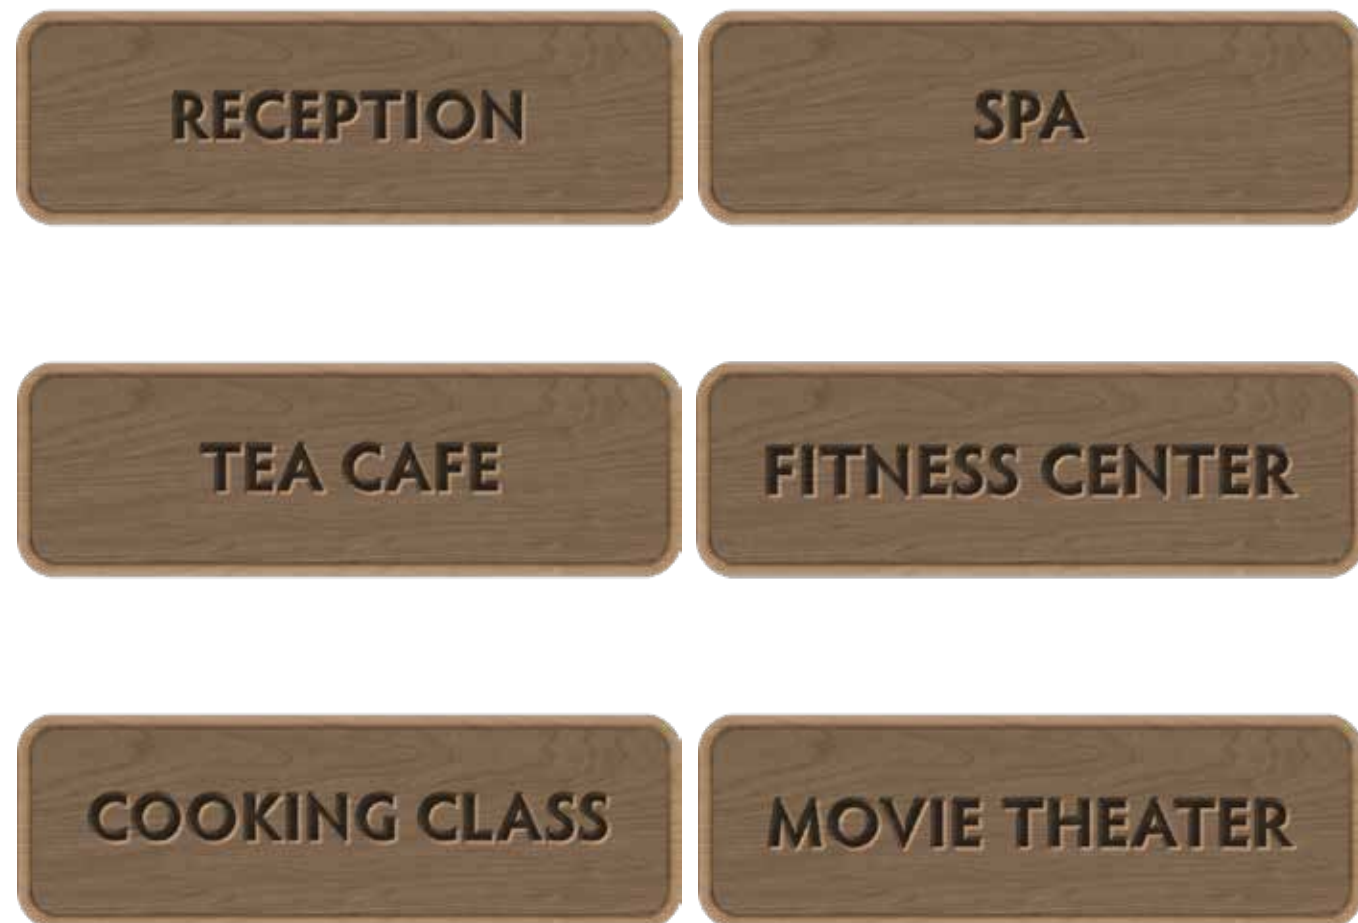 RECEPTION
SPA
TEA CAFE
FITNESS CENTER
COOKING CLASS
MOVIE THEATER